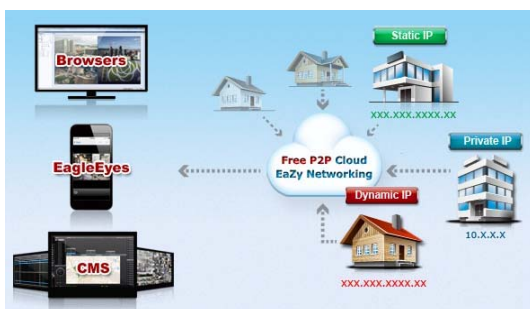 Browsers
Static IP
xxx.xxx.xxxx.xx
EagleEyes
Free P2P Cloud
EaZy Networking
Private IP
10.X.X.X
Dynamic IP
xxx.xxx.xxxx.xx
CMS